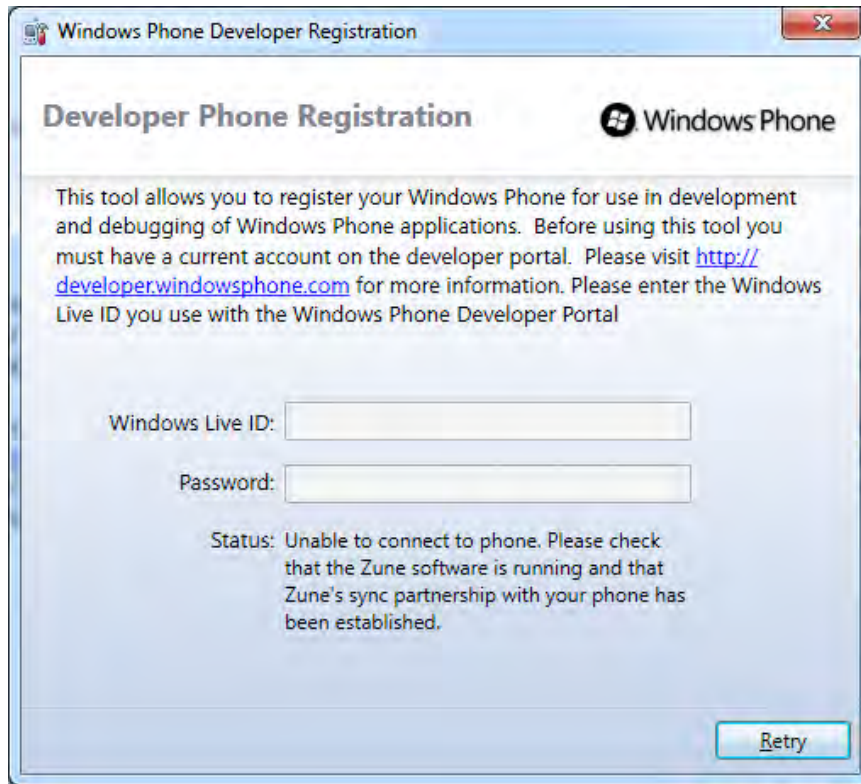 Windows Phone Developer Registration
Developer Phone Registration
Windows Phone
This tool allows you to register your Windows Phone for use in development
and debugging of Windows Phone applications.  Before using this tool you
must have a current account on the developer portal.  Please visit http://
developer.windowsphone.com for more information. Please enter the Windows
Live ID you use with the Windows Phone Developer Portal
Windows Live ID:
Password:
Status: Unable to connect to phone. Please check
that the Zune software is running and that
Zune's sync partnership with your phone has
been established.
Retry